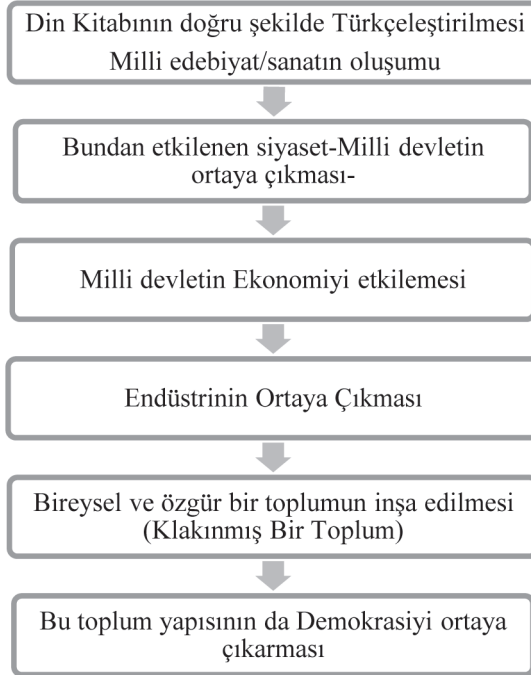 Din Kitabının doğru şekilde Türkçeleştirilmesi
Milli edebiyat/sanatın oluşumu
Bundan etkilenen siyaset-Milli devletin
ortaya çıkması-
Milli devletin Ekonomiyi etkilemesi
Endüstrinin Ortaya Çıkması
Bireysel ve özgür bir toplumun inşa edilmesi
(Klakınmış Bir Toplum)
Bu toplum yapısının da Demokrasiyi ortaya
çıkarması